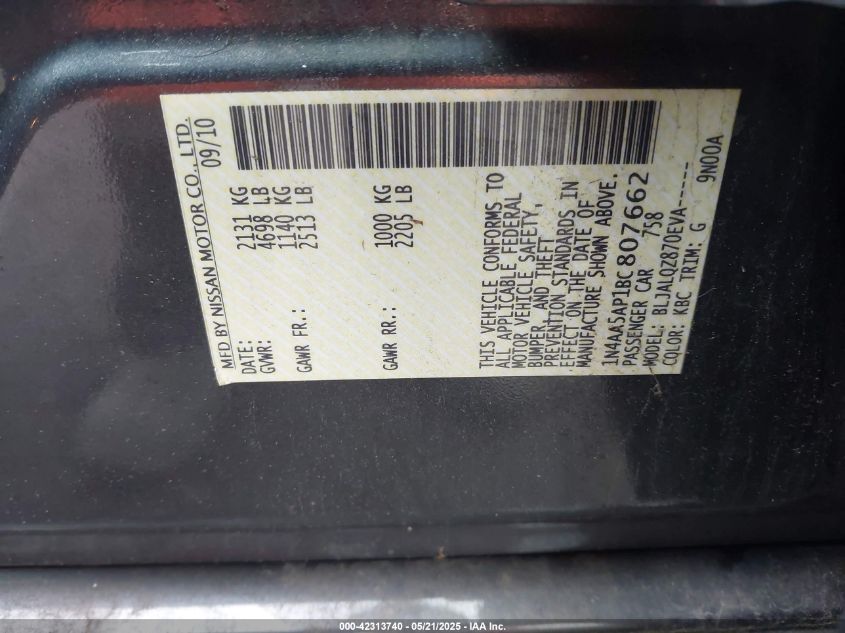 MFD BY NISSAN MOTOR CO., LTD.
DATE: 09/10
GVWR: 2131 KG
4698 LB
GAWR FR.: 1140 KG
2513 LB
GAWR RR.: 1000 KG
2205 LB
THIS VEHICLE CONFORMS TO
ALL APPLICABLE FEDERAL
MOTOR VEHICLE SAFETY,
BUMPER, AND THEFT
PREVENTION STANDARDS IN
EFFECT ON THE DATE OF
MANUFACTURE SHOWN ABOVE.
1N4AA5AP1BC807662
PASSENGER CAR 758
MODEL: BLJALQZ870EVA-----
COLOR: KBC TRIM: G 9N00A
000-42313740 - 05/21/2025 - IAA Inc.